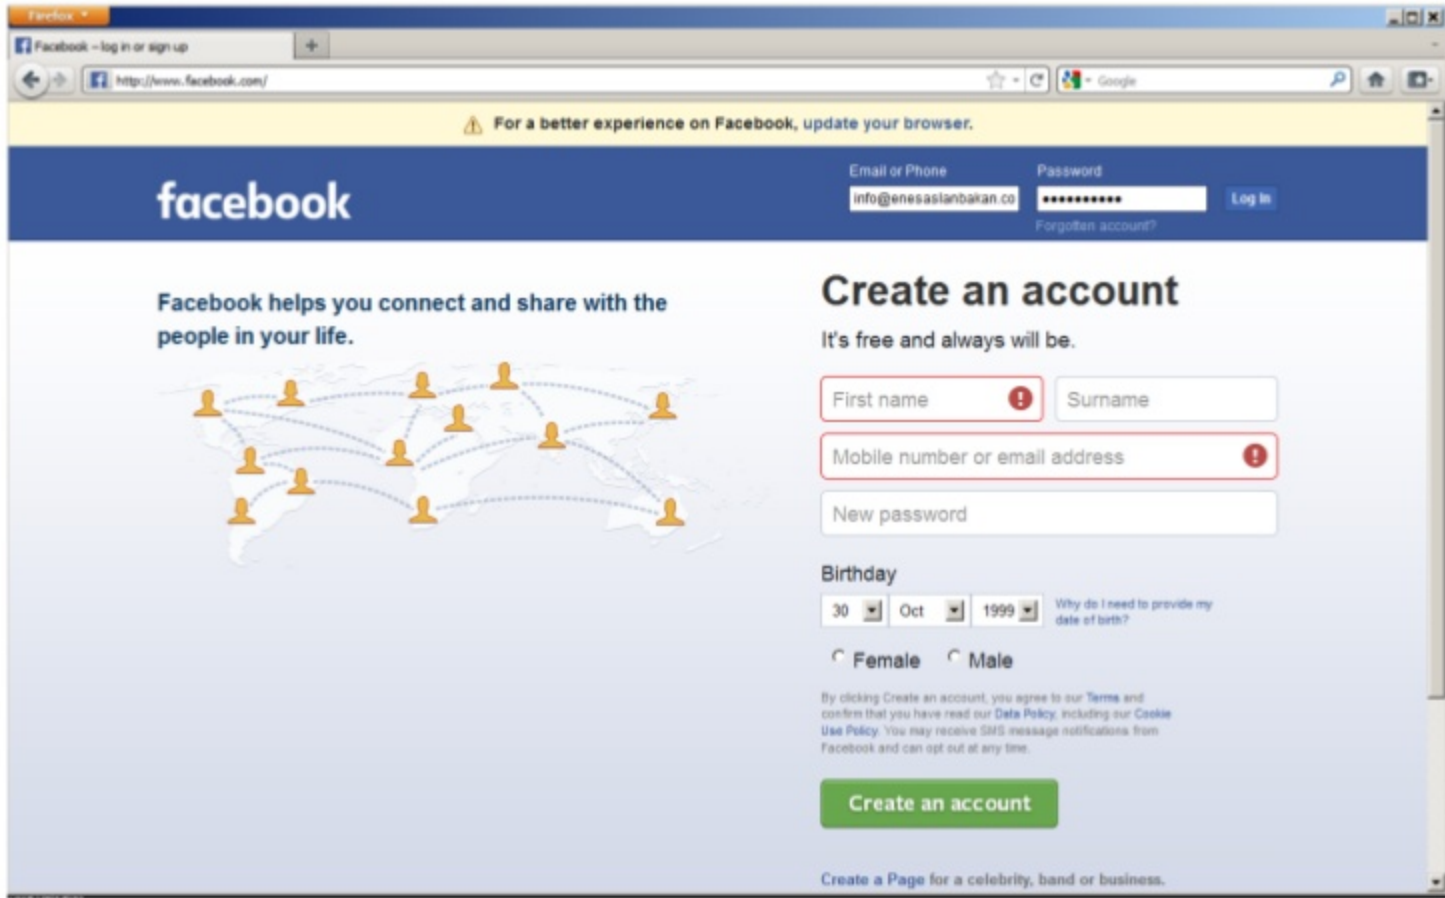 Firefox
Facebook – log in or sign up
http://www.facebook.com/
Google
For a better experience on Facebook, update your browser.
facebook
Email or Phone
Password
info@enesaslanbakan.co
Log In
Forgotten account?
Facebook helps you connect and share with the
people in your life.
Create an account
It's free and always will be.
First name
Surname
Mobile number or email address
New password
Birthday
30 Oct 1999
Why do I need to provide my
date of birth?
Female Male
By clicking Create an account, you agree to our Terms and
confirm that you have read our Data Policy, including our Cookie
Use Policy. You may receive SMS message notifications from
Facebook and can opt out at any time.
Create an account
Create a Page for a celebrity, band or business.